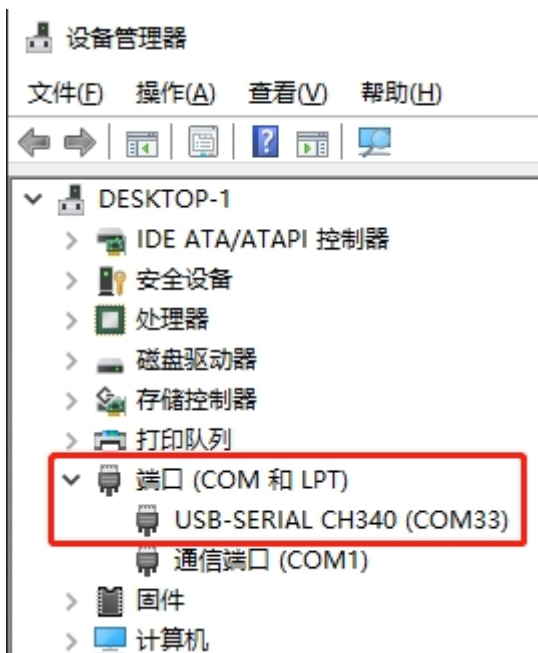 设备管理器
文件(F) 操作(A) 查看(V) 帮助(H)
DESKTOP-1
IDE ATA/ATAPI 控制器
安全设备
处理器
磁盘驱动器
存储控制器
打印队列
端口 (COM 和 LPT)
USB-SERIAL CH340 (COM33)
通信端口 (COM1)
固件
计算机